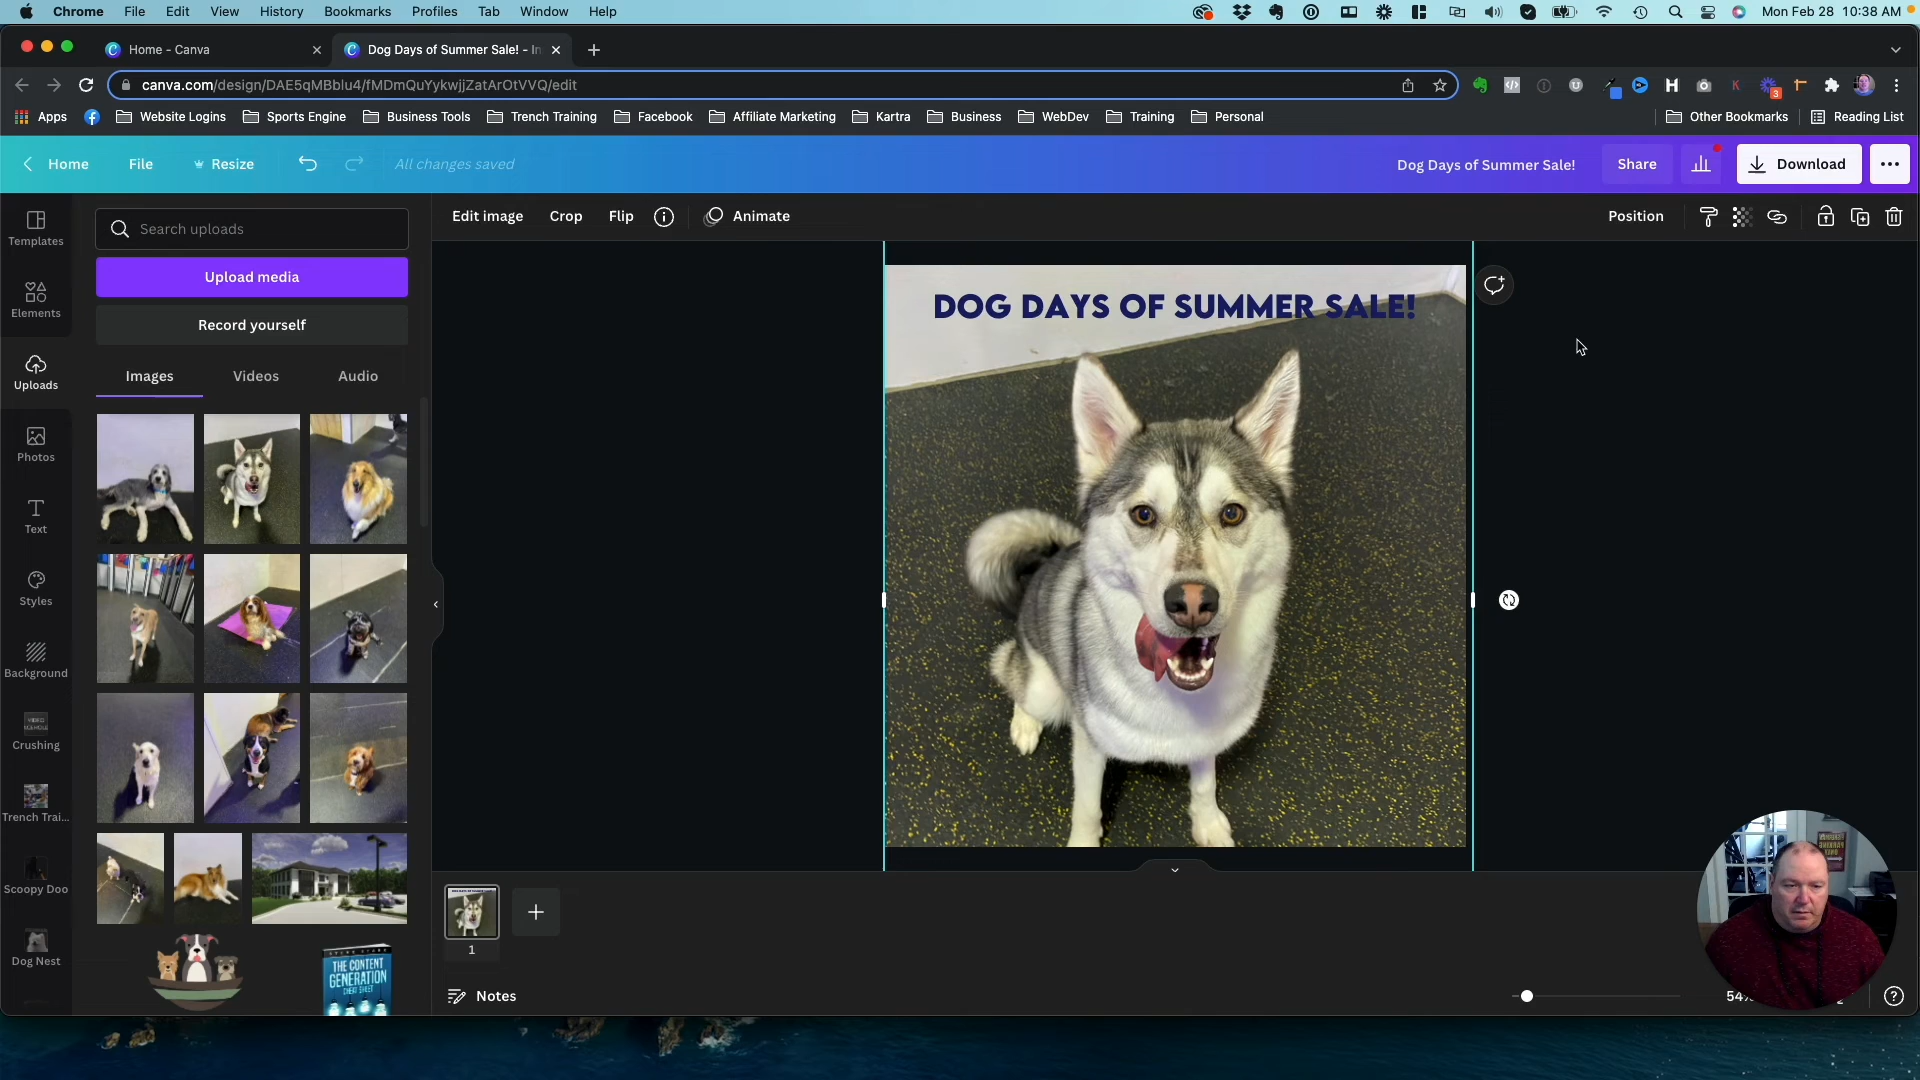 Chrome File Edit View History Bookmarks Profiles Tab Window Help Mon Feb 28 10:38 AM
Home - Canva Dog Days of Summer Sale! - In
canva.com/design/DAE5qMBblu4/fMDmQuYykwjjZatArOtVVQ/edit
3
Apps Website Logins Sports Engine Business Tools Trench Training Facebook Affiliate Marketing Kartra Business WebDev Training Personal Other Bookmarks Reading List
Home File Resize All changes saved Dog Days of Summer Sale! Share Download
Edit image Crop Flip Animate Position
Templates
Elements
Uploads
Photos
Text
Styles
Background
Crushing
Trench Trai...
Scoopy Doo
Dog Nest
Search uploads
Upload media
Record yourself
Images Videos Audio
THE CONTENT
GENERATION
CHEAT SHEET
DOG DAYS OF SUMMER SALE!
1
Notes
54%